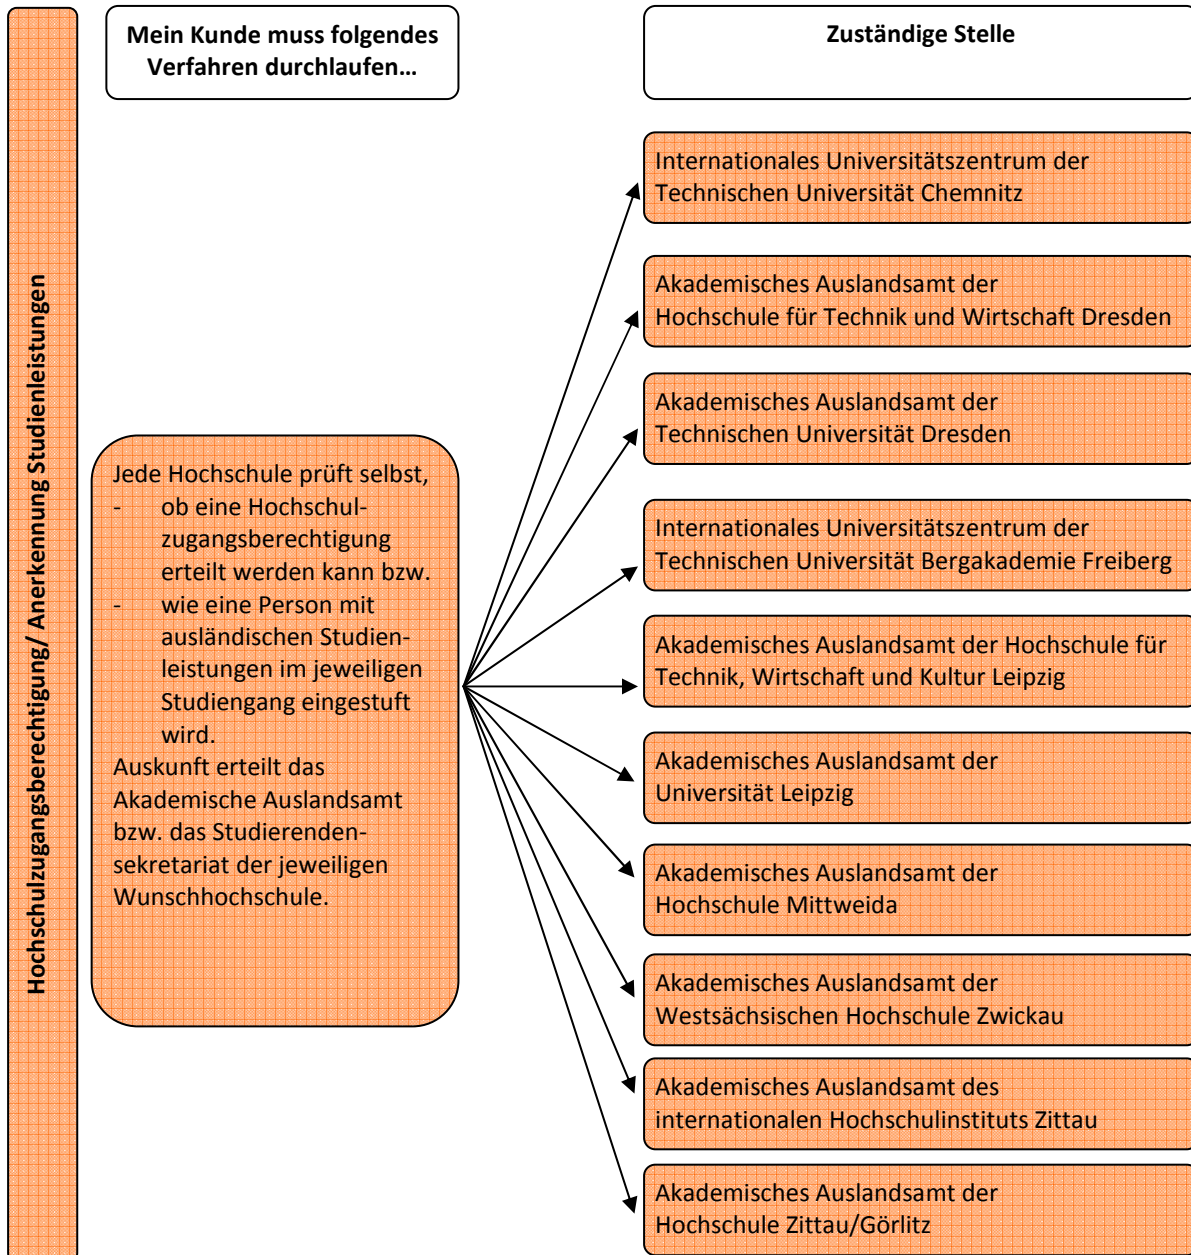 Hochschulzugangsberechtigung/ Anerkennung Studienleistungen
Mein Kunde muss folgendes
Verfahren durchlaufen…
Zuständige Stelle
Jede Hochschule prüft selbst,
- ob eine Hochschul-
zugangsberechtigung
erteilt werden kann bzw.
- wie eine Person mit
ausländischen Studien-
leistungen im jeweiligen
Studiengang eingestuft
wird.
Auskunft erteilt das
Akademische Auslandsamt
bzw. das Studierenden-
sekretariat der jeweiligen
Wunschhochschule.
Internationales Universitätszentrum der
Technischen Universität Chemnitz
Akademisches Auslandsamt der
Hochschule für Technik und Wirtschaft Dresden
Akademisches Auslandsamt der
Technischen Universität Dresden
Internationales Universitätszentrum der
Technischen Universität Bergakademie Freiberg
Akademisches Auslandsamt der Hochschule für
Technik, Wirtschaft und Kultur Leipzig
Akademisches Auslandsamt der
Universität Leipzig
Akademisches Auslandsamt der
Hochschule Mittweida
Akademisches Auslandsamt der
Westsächsischen Hochschule Zwickau
Akademisches Auslandsamt des
internationalen Hochschulinstituts Zittau
Akademisches Auslandsamt der
Hochschule Zittau/Görlitz